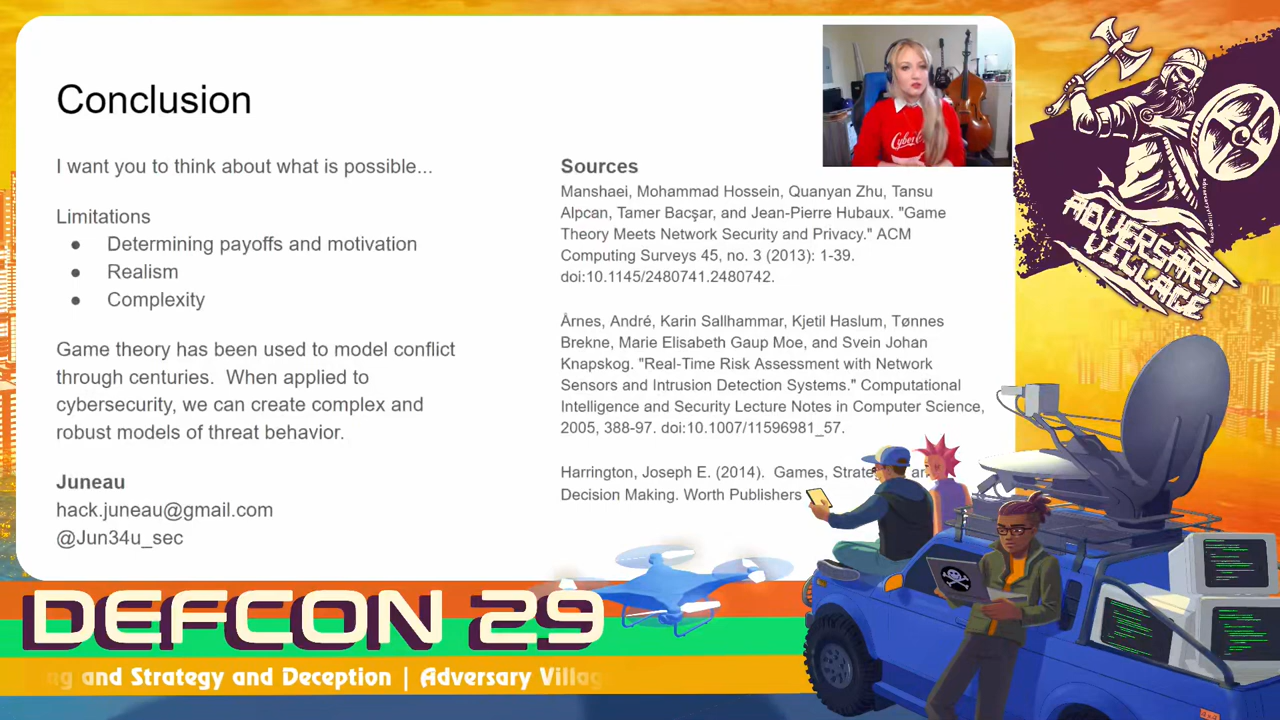 Conclusion
I want you to think about what is possible...
Limitations
● Determining payoffs and motivation
● Realism
● Complexity
Game theory has been used to model conflict
through centuries. When applied to
cybersecurity, we can create complex and
robust models of threat behavior.
Juneau
hack.juneau@gmail.com
@Jun34u_sec
Sources
Manshaei, Mohammad Hossein, Quanyan Zhu, Tansu
Alpcan, Tamer Bacşar, and Jean-Pierre Hubaux. "Game
Theory Meets Network Security and Privacy." ACM
Computing Surveys 45, no. 3 (2013): 1-39.
doi:10.1145/2480741.2480742.
Årnes, André, Karin Sallhammar, Kjetil Haslum, Tønnes
Brekne, Marie Elisabeth Gaup Moe, and Svein Johan
Knapskog. "Real-Time Risk Assessment with Network
Sensors and Intrusion Detection Systems." Computational
Intelligence and Security Lecture Notes in Computer Science,
2005, 388-97. doi:10.1007/11596981_57.
Harrington, Joseph E. (2014). Games,
Decision Making. Worth Publishers
ADVERSARY
VILLAGE
DEFCON 29
and Strategy and Deception | Adversary